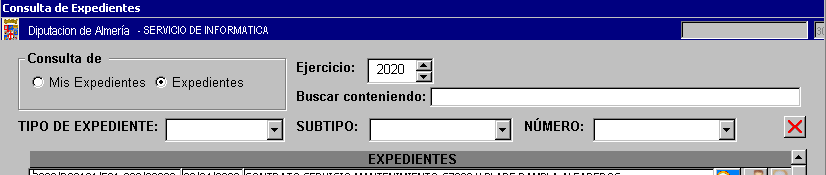 Consulta de Expedientes
Diputacion de Almería - SERVICIO DE INFORMATICA
Consulta de
Mis Expedientes Expedientes
Ejercicio: 2020
Buscar conteniendo:
TIPO DE EXPEDIENTE: SUBTIPO: NÚMERO:
EXPEDIENTES